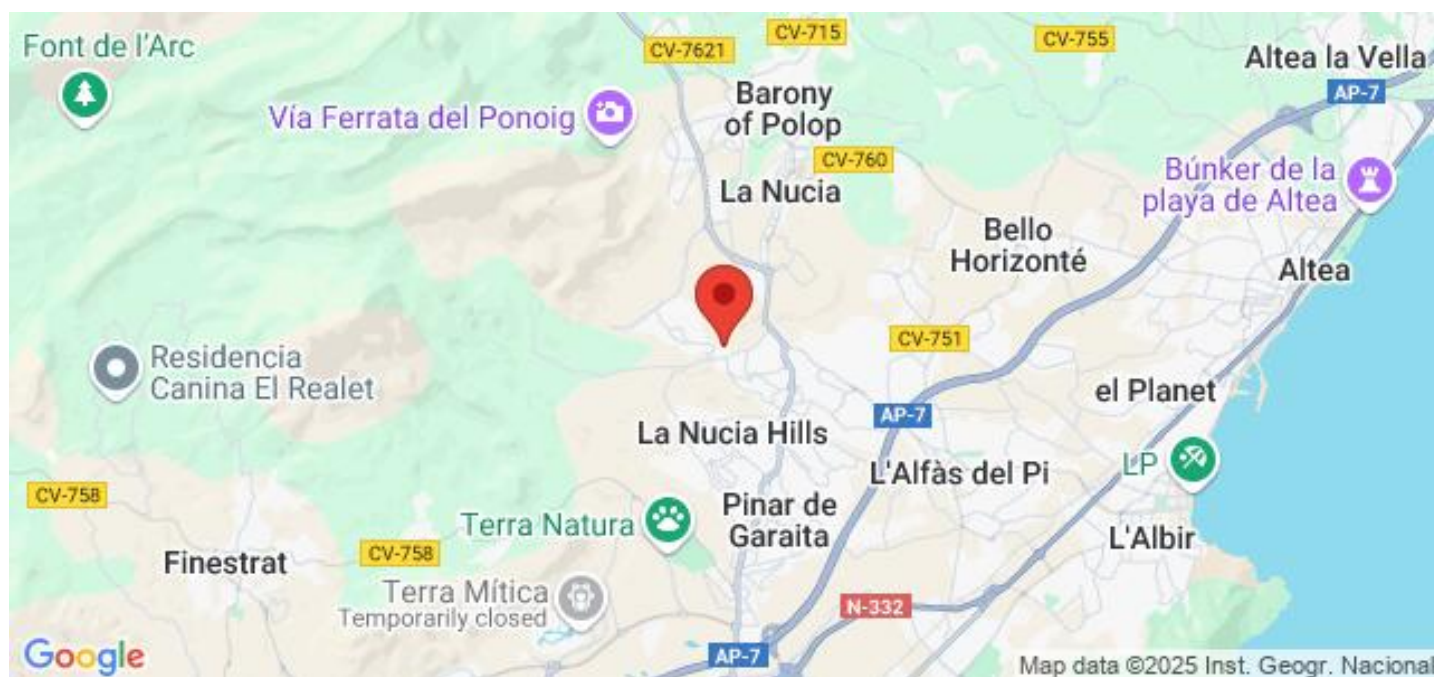 Font de l'Arc
CV-7621
CV-715
CV-755
Altea la Vella
AP-7
Vía Ferrata del Ponoig
Barony
of Polop
CV-760
La Nucia
Búnker de la
playa de Altea
Bello
Horizonté
Altea
Residencia
Canina El Realet
CV-751
el Planet
AP-7
La Nucia Hills
L'Alfàs del Pi
LP
CV-758
Terra Natura
Pinar de
Garaita
L'Albir
Finestrat
CV-758
Terra Mítica
Temporarily closed
N-332
Google
AP-7
Map data ©2025 Inst. Geogr. Nacional